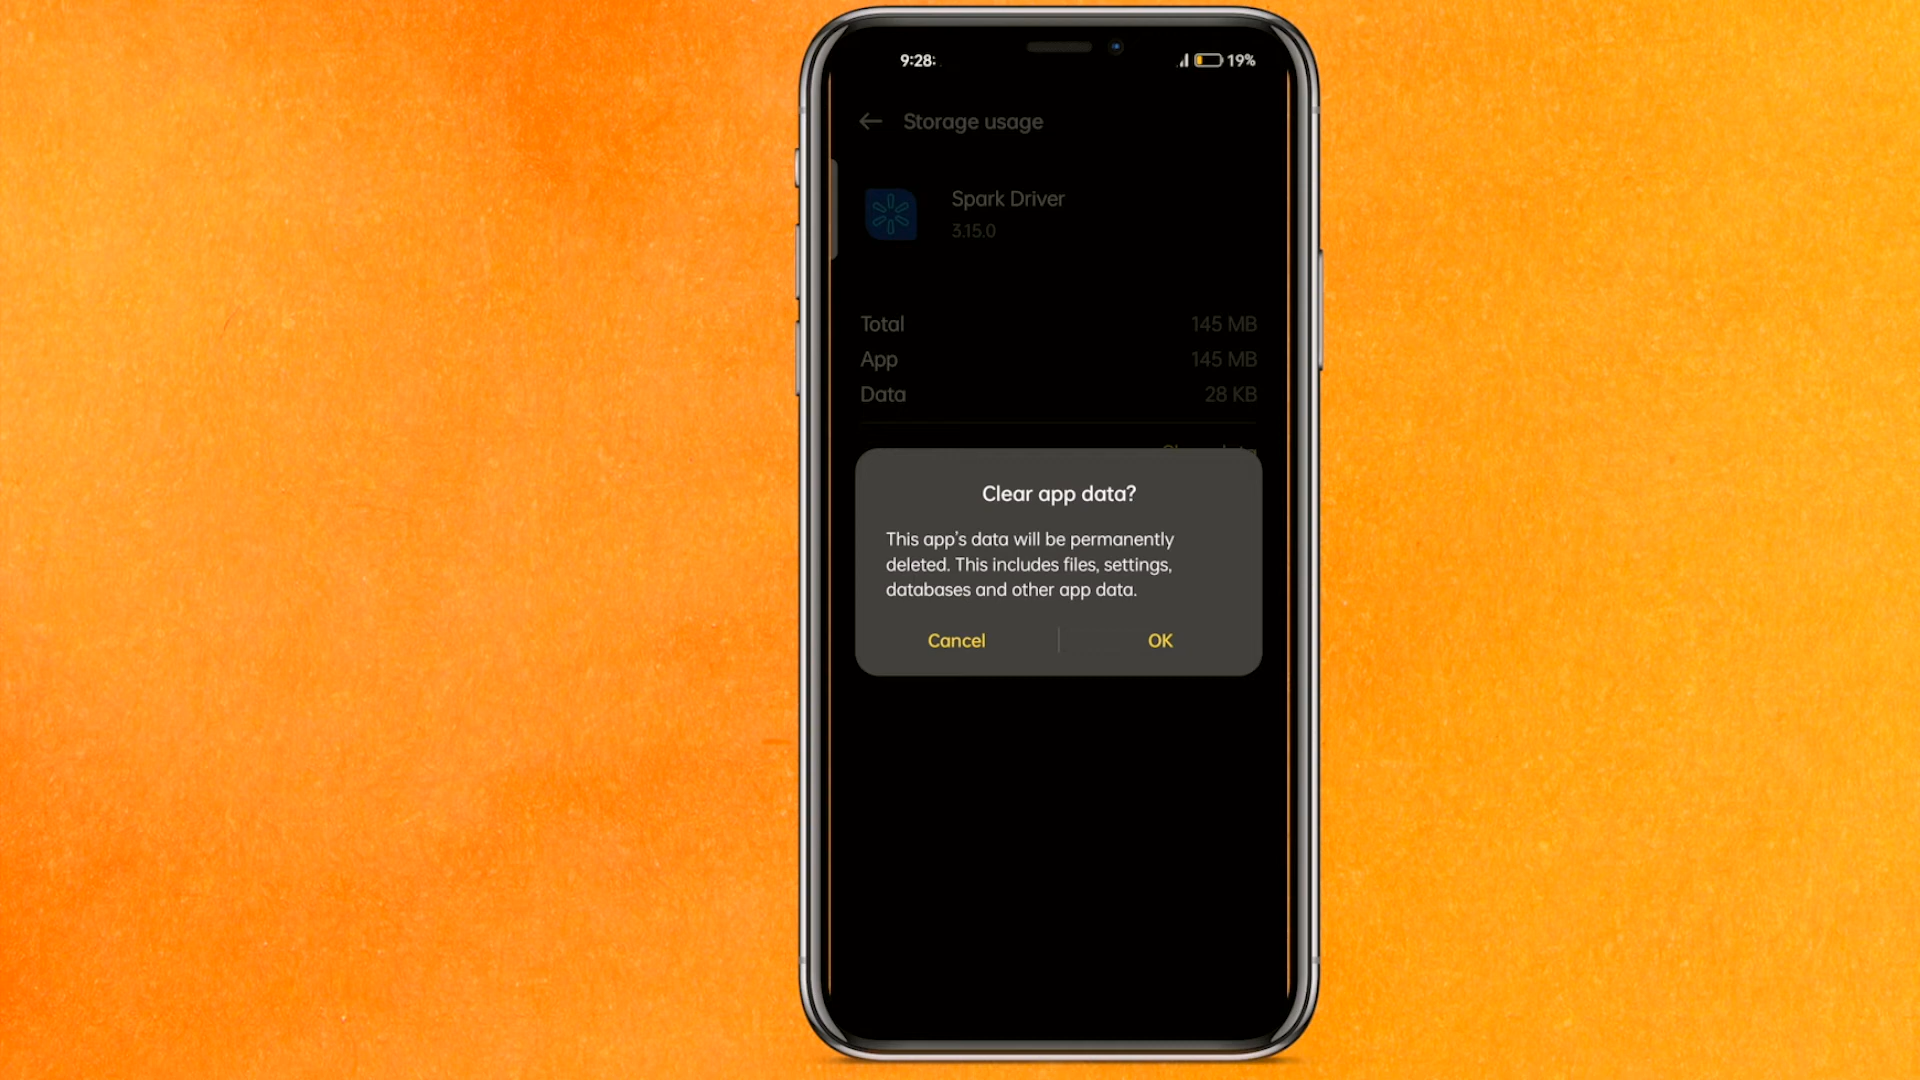 9:28:
19%
Storage usage
Spark Driver
3.15.0
Total 145 MB
App 145 MB
Data 28 KB
Clear app data?
This app's data will be permanently
deleted. This includes files, settings,
databases and other app data.
Cancel OK